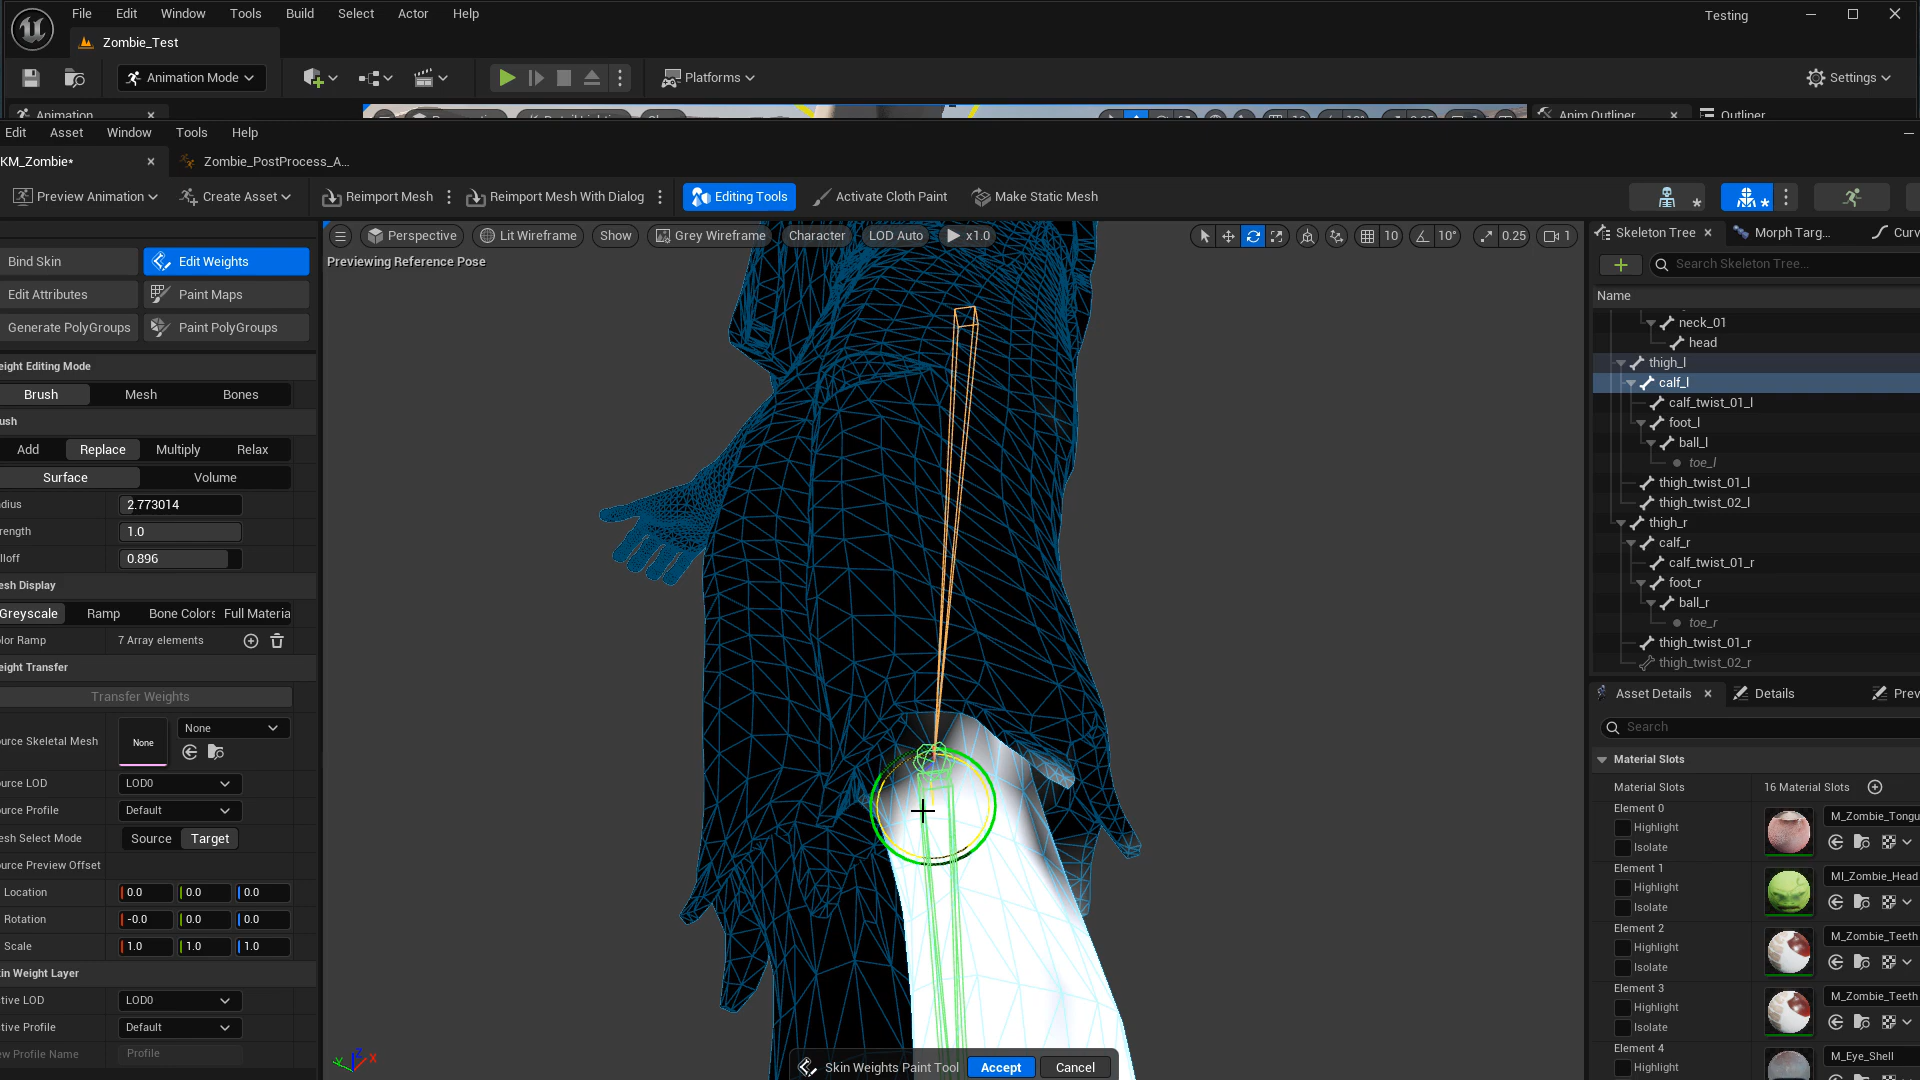 File Edit Window Tools Build Select Actor Help Testing
Zombie_Test
Animation Mode Platforms Settings
Animation Anim Outliner Outliner
Edit Asset Window Tools Help
KM_Zombie* Zombie_PostProcess_A...
Preview Animation Create Asset Reimport Mesh Reimport Mesh With Dialog Editing Tools Activate Cloth Paint Make Static Mesh
Perspective Lit Wireframe Show Grey Wireframe Character LOD Auto x1.0 10 10° 0.25 1
Previewing Reference Pose
Bind Skin Edit Weights
Edit Attributes Paint Maps
Generate PolyGroups Paint PolyGroups
eight Editing Mode
Brush Mesh Bones
ush
Add Replace Multiply Relax
Surface Volume
dius 2.773014
rength 1.0
lloff 0.896
esh Display
Greyscale Ramp Bone Colors Full Materia
olor Ramp 7 Array elements
eight Transfer
Transfer Weights
urce Skeletal Mesh None None
urce LOD LOD0
urce Profile Default
esh Select Mode Source Target
ource Preview Offset
Location 0.0 0.0 0.0
Rotation -0.0 0.0 0.0
Scale 1.0 1.0 1.0
kin Weight Layer
tive LOD LOD0
tive Profile Default
ew Profile Name Profile
Skin Weights Paint Tool Accept Cancel
Skeleton Tree Morph Targ... Curv
Search Skeleton Tree...
Name
neck_01
head
thigh_l
calf_l
calf_twist_01_l
foot_l
ball_l
toe_l
thigh_twist_01_l
thigh_twist_02_l
thigh_r
calf_r
calf_twist_01_r
foot_r
ball_r
toe_r
thigh_twist_01_r
thigh_twist_02_r
Asset Details Details Prev
Search
Material Slots
Material Slots 16 Material Slots
Element 0 M_Zombie_Tongu
Highlight
Isolate
Element 1 MI_Zombie_Head
Highlight
Isolate
Element 2 M_Zombie_Teeth
Highlight
Isolate
Element 3 M_Zombie_Teeth
Highlight
Isolate
Element 4 M_Eye_Shell
Highlight